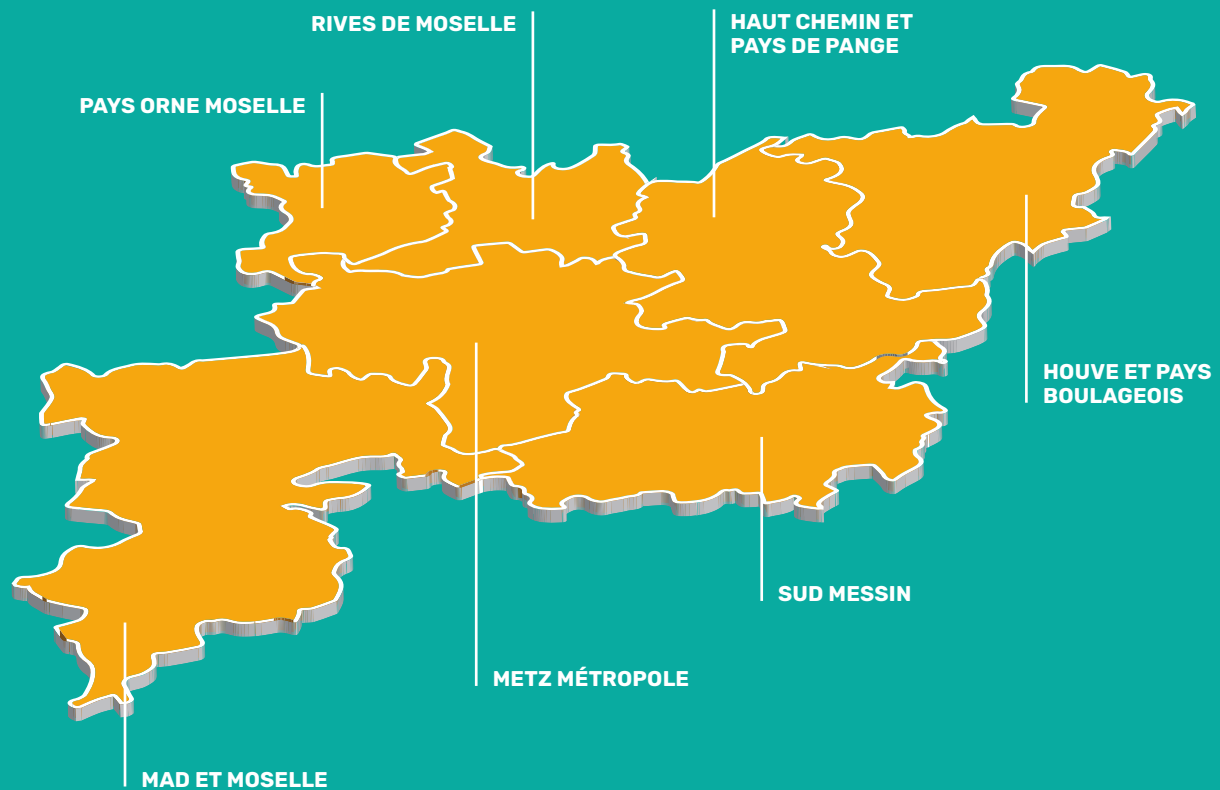 RIVES DE MOSELLE
HAUT CHEMIN ET
PAYS DE PANGE
PAYS ORNE MOSELLE
HOUVE ET PAYS
BOULAGEOIS
SUD MESSIN
METZ MÉTROPOLE
MAD ET MOSELLE